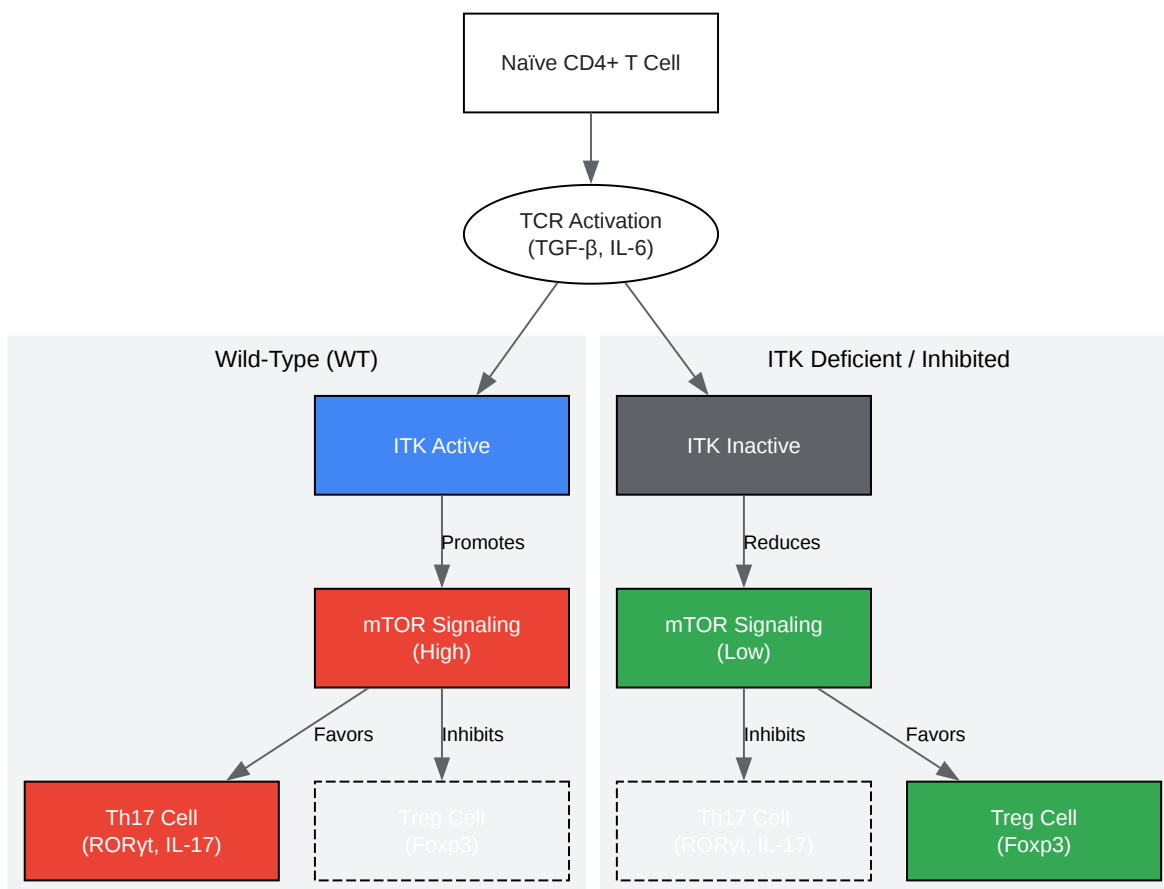 Naïve CD4+ T Cell
TCR Activation
(TGF-β, IL-6)
Wild-Type (WT)
ITK Deficient / Inhibited
ITK Active
ITK Inactive
Promotes
Reduces
mTOR Signaling
(High)
mTOR Signaling
(Low)
Favors
Inhibits
Inhibits
Favors
Th17 Cell
(RORγt, IL-17)
Treg Cell
(Foxp3)
Th17 Cell
(RORγt, IL-17)
Treg Cell
(Foxp3)